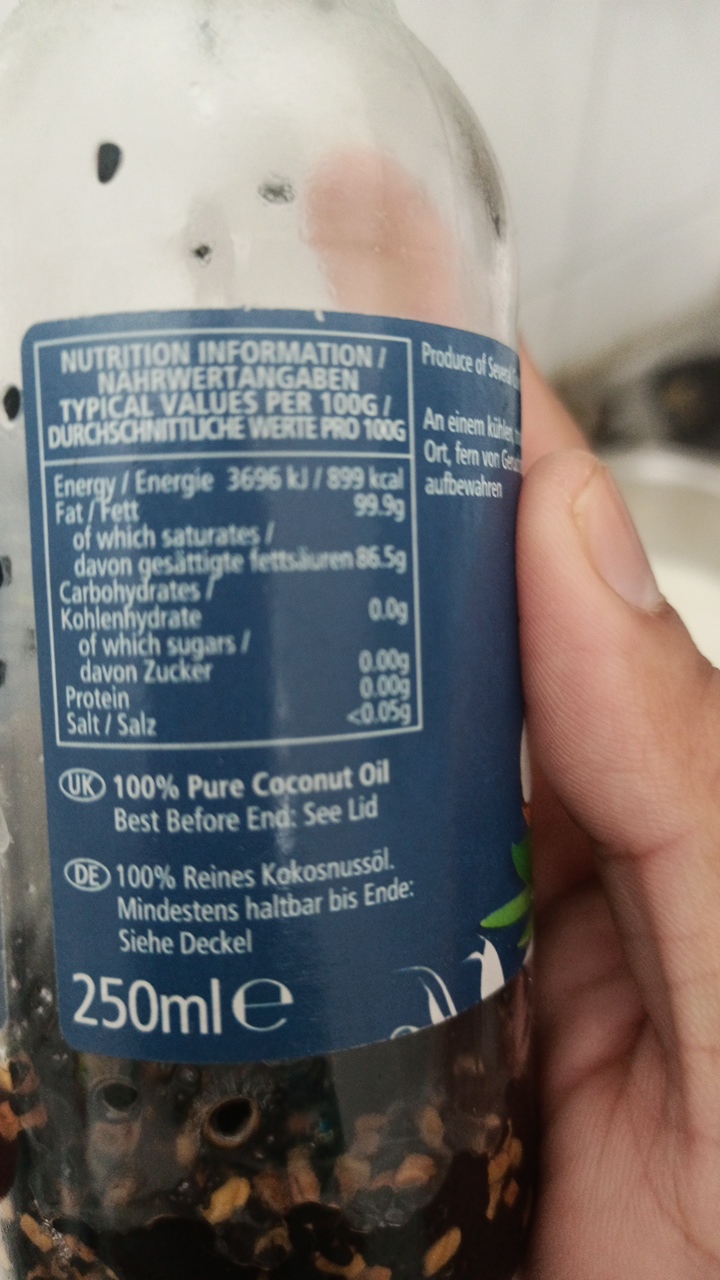 NUTRITION INFORMATION /
NÄHRWERTANGABEN
TYPICAL VALUES PER 100G /
DURCHSCHNITTLICHE WERTE PRO 100G
Energy / Energie 3696 kJ / 899 kcal
Fat / Fett 99.9g
of which saturates /
davon gesättigte fettsäuren 86.5g
Carbohydrates /
Kohlenhydrate 0.0g
of which sugars /
davon Zucker 0.00g
Protein 0.00g
Salt / Salz <0.05g
UK 100% Pure Coconut Oil
Best Before End: See Lid
DE 100% Reines Kokosnussöl.
Mindestens haltbar bis Ende:
Siehe Deckel
250ml e
Produce of Several
An einem kühlen
Ort, fern von
aufbewahren